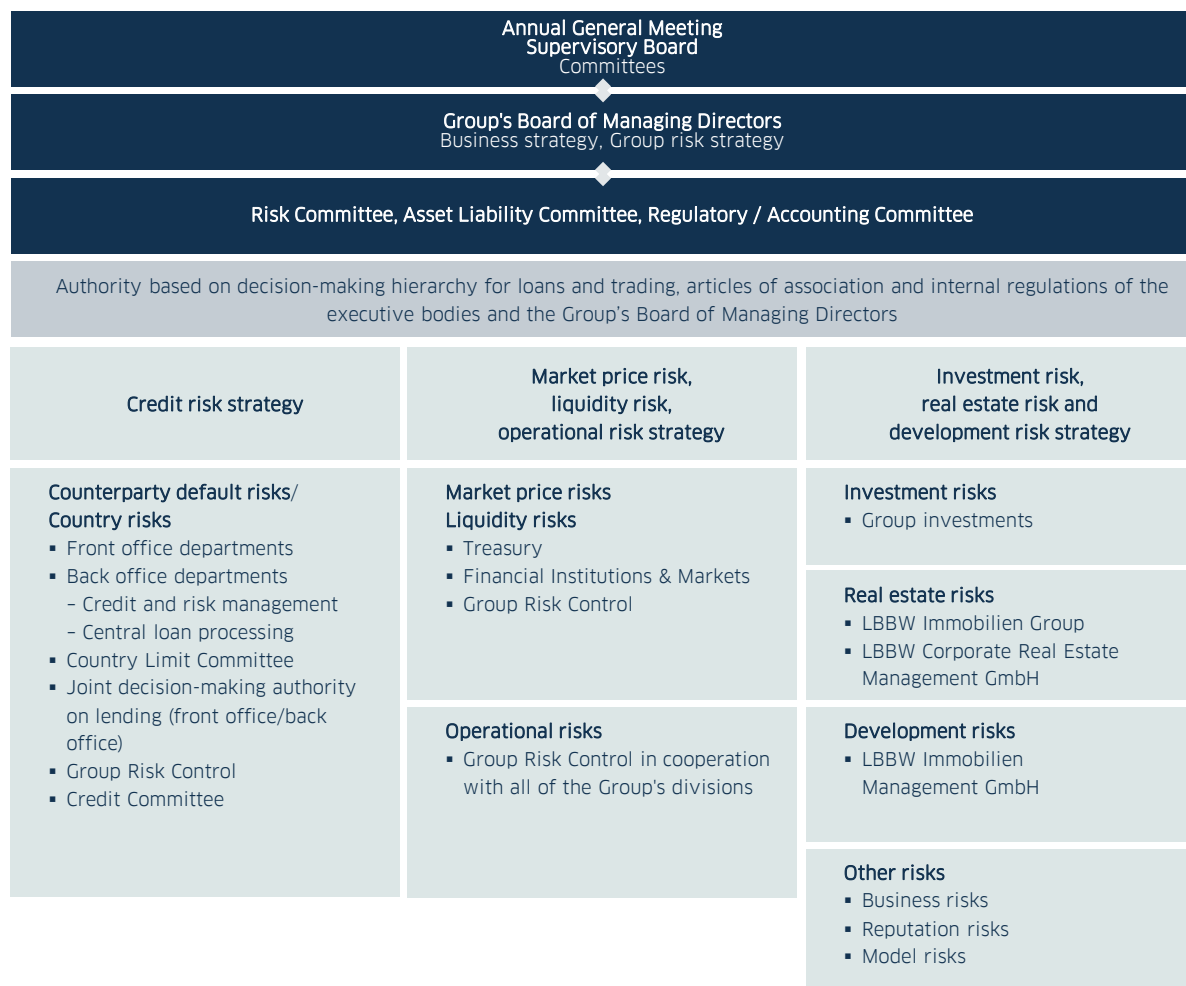 Annual General Meeting
Supervisory Board
Committees
Group's Board of Managing Directors
Business strategy, Group risk strategy
Risk Committee, Asset Liability Committee, Regulatory / Accounting Committee
Authority based on decision-making hierarchy for loans and trading, articles of association and internal regulations of the
executive bodies and the Group’s Board of Managing Directors
Credit risk strategy
Market price risk,
liquidity risk,
operational risk strategy
Investment risk,
real estate risk and
development risk strategy
Counterparty default risks/
Country risks
▪ Front office departments
▪ Back office departments
– Credit and risk management
– Central loan processing
▪ Country Limit Committee
▪ Joint decision-making authority
on lending (front office/back
office)
▪ Group Risk Control
▪ Credit Committee
Market price risks
Liquidity risks
▪ Treasury
▪ Financial Institutions & Markets
▪ Group Risk Control
Operational risks
▪ Group Risk Control in cooperation
with all of the Group's divisions
Investment risks
▪ Group investments
Real estate risks
▪ LBBW Immobilien Group
▪ LBBW Corporate Real Estate
Management GmbH
Development risks
▪ LBBW Immobilien
Management GmbH
Other risks
▪ Business risks
▪ Reputation risks
▪ Model risks